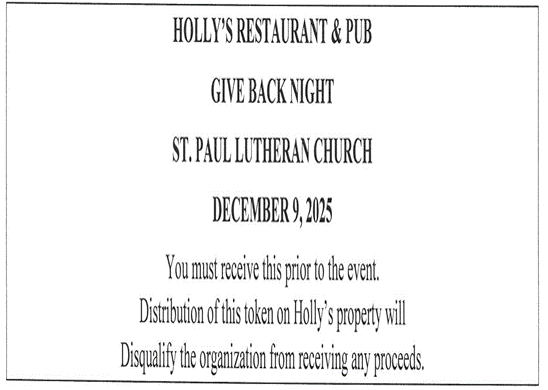 HOLLY'S RESTAURANT & PUB
GIVE BACK NIGHT
ST. PAUL LUTHERAN CHURCH
DECEMBER 9, 2025
You must receive this prior to the event.
Distribution of this token on Holly's property will
Disqualify the organization from receiving any proceeds.